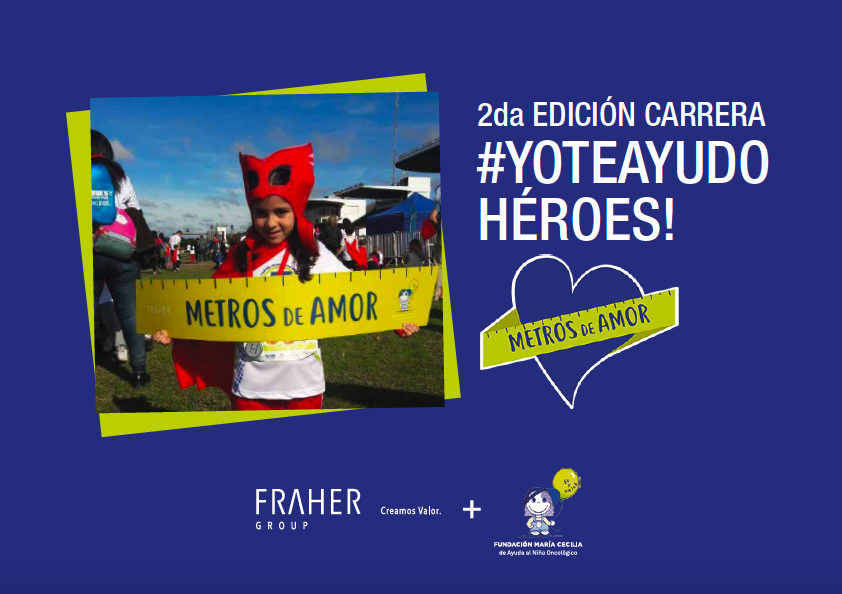 2da EDICIÓN CARRERA
#YOTEAYUDO
HÉROES!
FRAHER
METROS DE AMOR
METROS DE AMOR
FRAHER
GROUP
Creamos Valor.
+
FUNDACIÓN MARÍA CECILIA
de Ayuda al Niño Oncológico